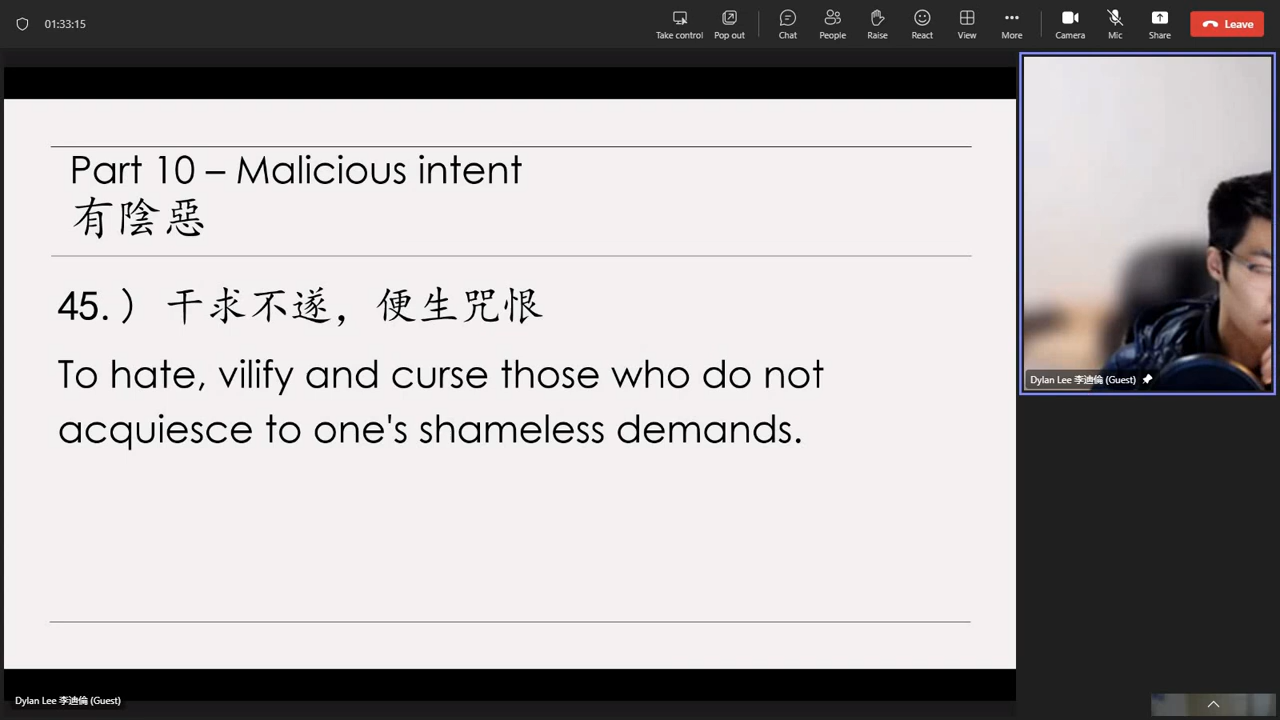 01:33:15
Take control
Pop out
Chat
People
Raise
React
View
More
Camera
Mic
Share
Leave
Part 10 – Malicious intent
有陰惡
45.） 干求不遂，便生咒恨
To hate, vilify and curse those who do not
acquiesce to one's shameless demands.
Dylan Lee 李迪倫 (Guest)
Dylan Lee 李迪倫 (Guest)